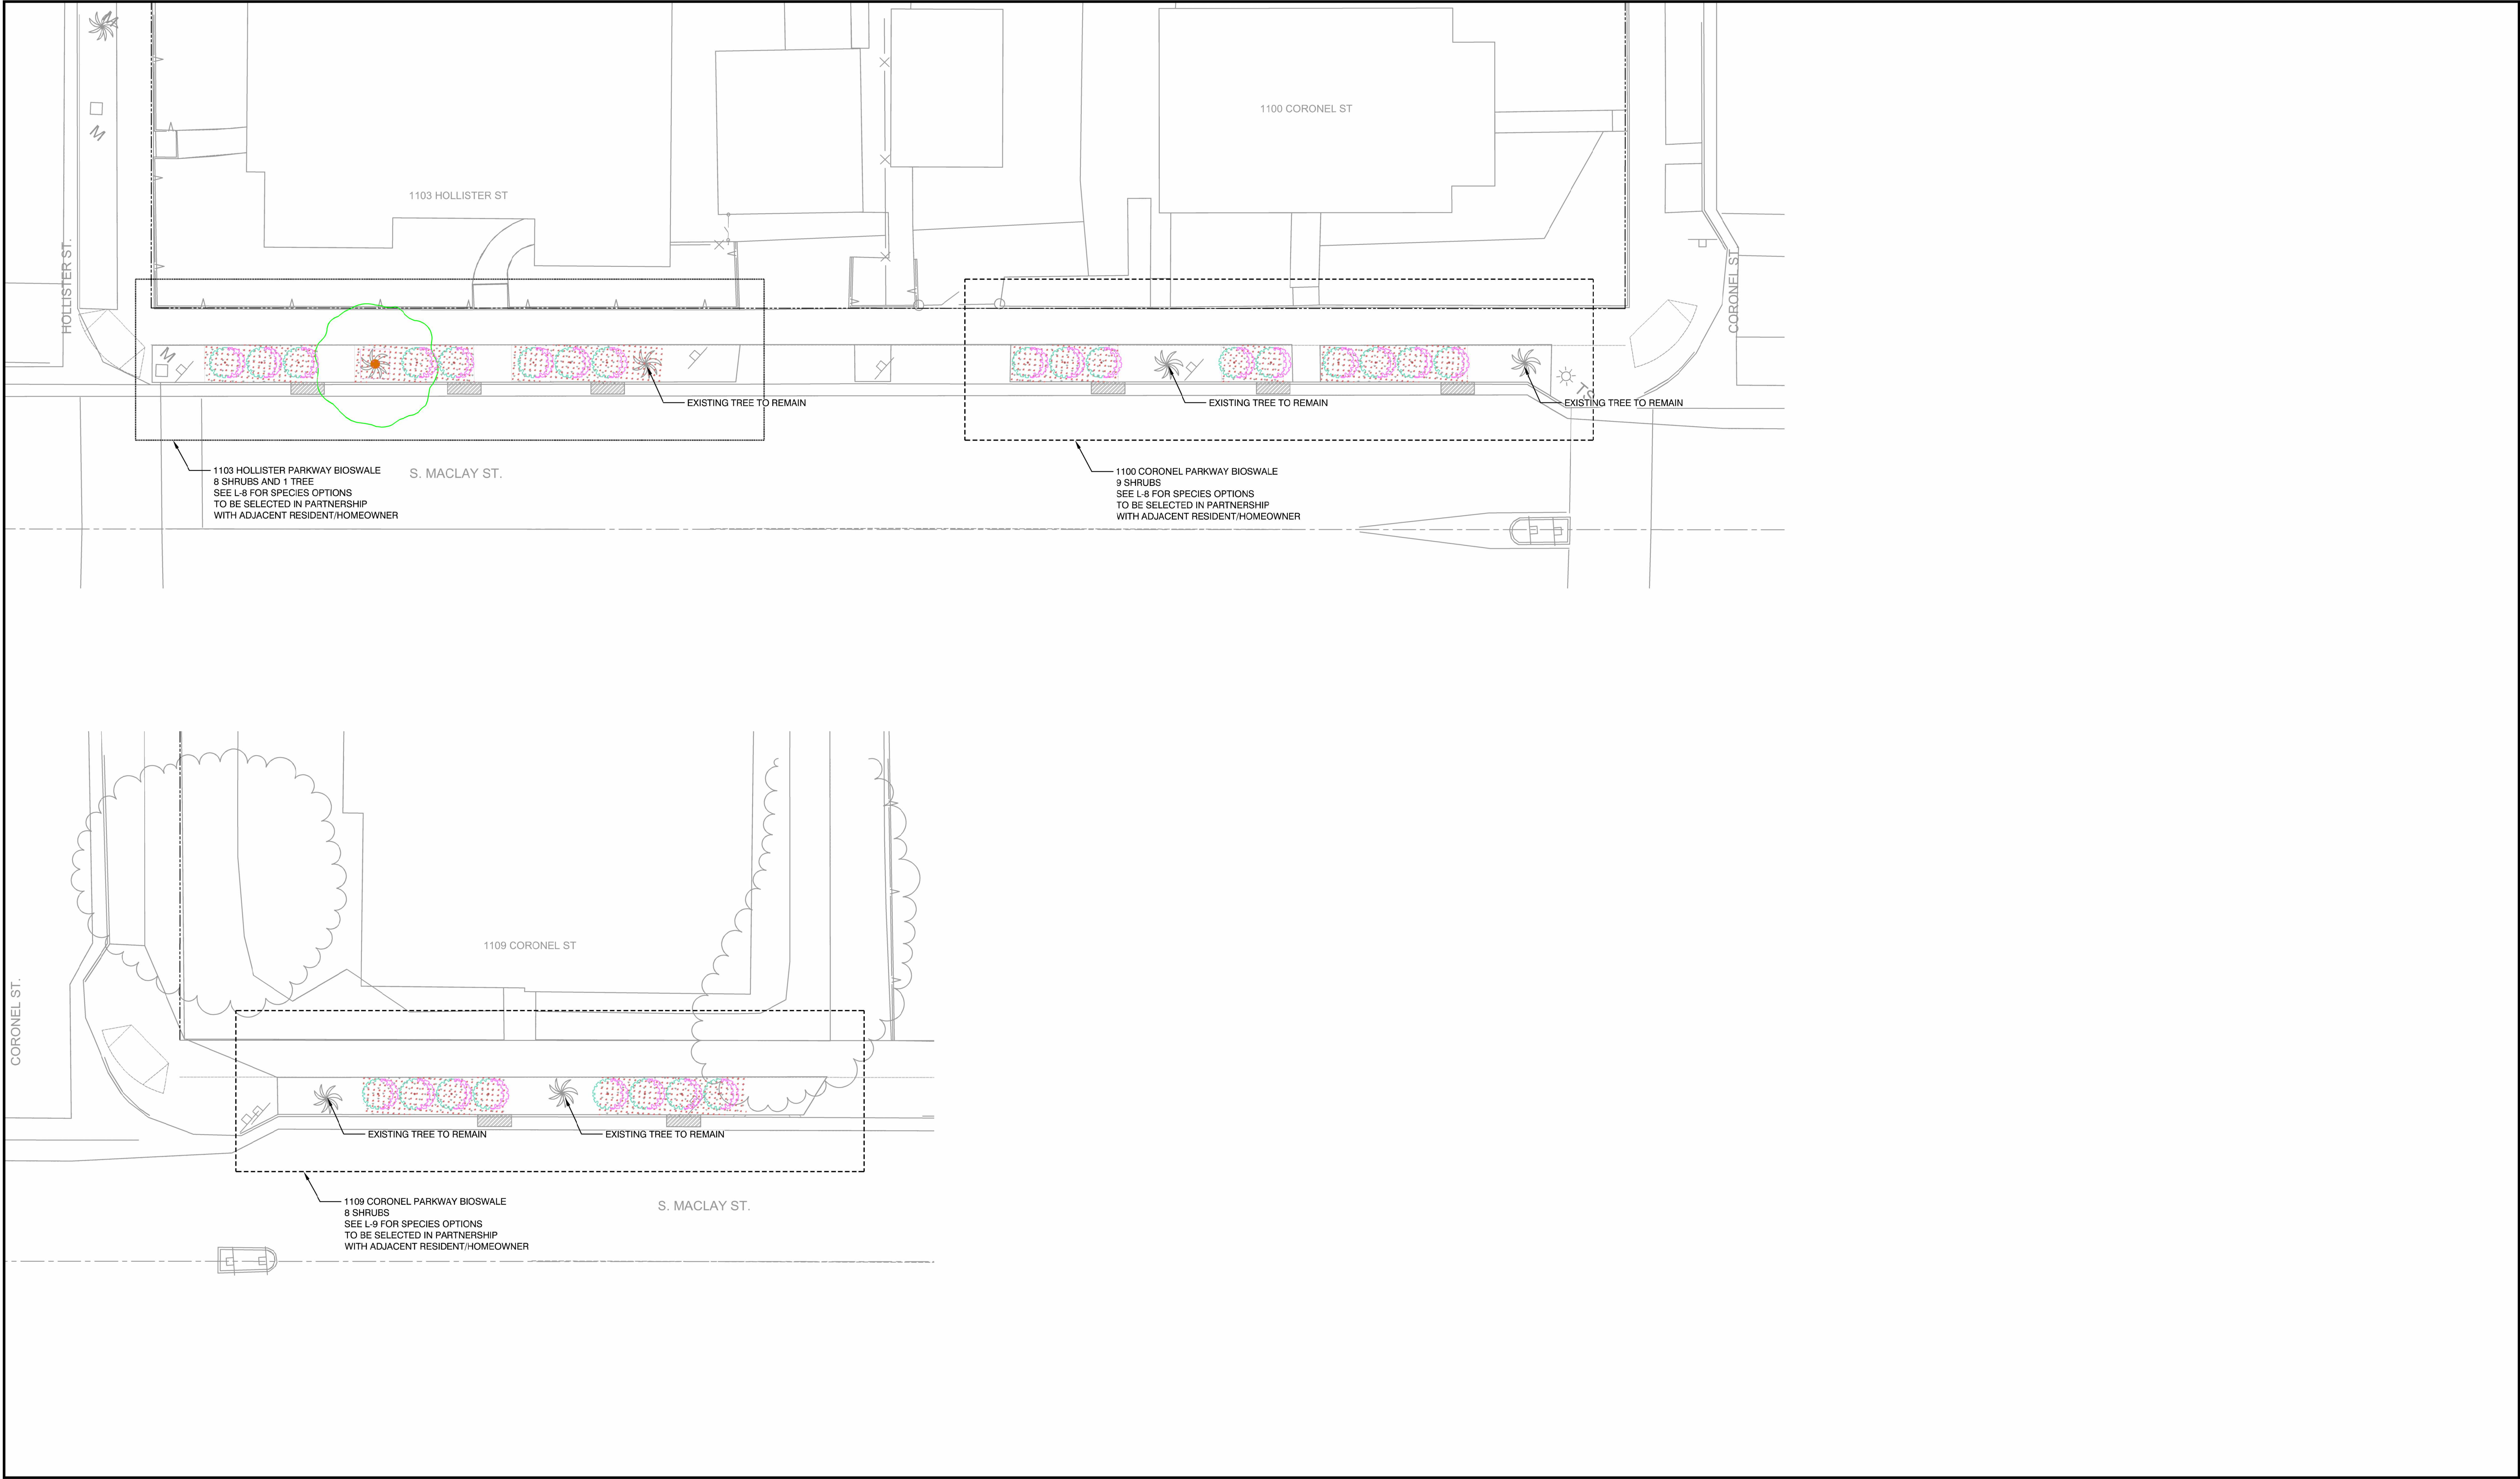 M
M
1100 CORONEL ST
1103 HOLLISTER ST
HOLLISTER ST.
CORONEL ST.
M
EXISTING TREE TO REMAIN
EXISTING TREE TO REMAIN
TS
EXISTING TREE TO REMAIN
1103 HOLLISTER PARKWAY BIOSWALE
8 SHRUBS AND 1 TREE
SEE L-8 FOR SPECIES OPTIONS
TO BE SELECTED IN PARTNERSHIP
WITH ADJACENT RESIDENT/HOMEOWNER
S. MACLAY ST.
1100 CORONEL PARKWAY BIOSWALE
9 SHRUBS
SEE L-8 FOR SPECIES OPTIONS
TO BE SELECTED IN PARTNERSHIP
WITH ADJACENT RESIDENT/HOMEOWNER
1109 CORONEL ST
CORONEL ST.
EXISTING TREE TO REMAIN
EXISTING TREE TO REMAIN
1109 CORONEL PARKWAY BIOSWALE
8 SHRUBS
SEE L-9 FOR SPECIES OPTIONS
TO BE SELECTED IN PARTNERSHIP
WITH ADJACENT RESIDENT/HOMEOWNER
S. MACLAY ST.